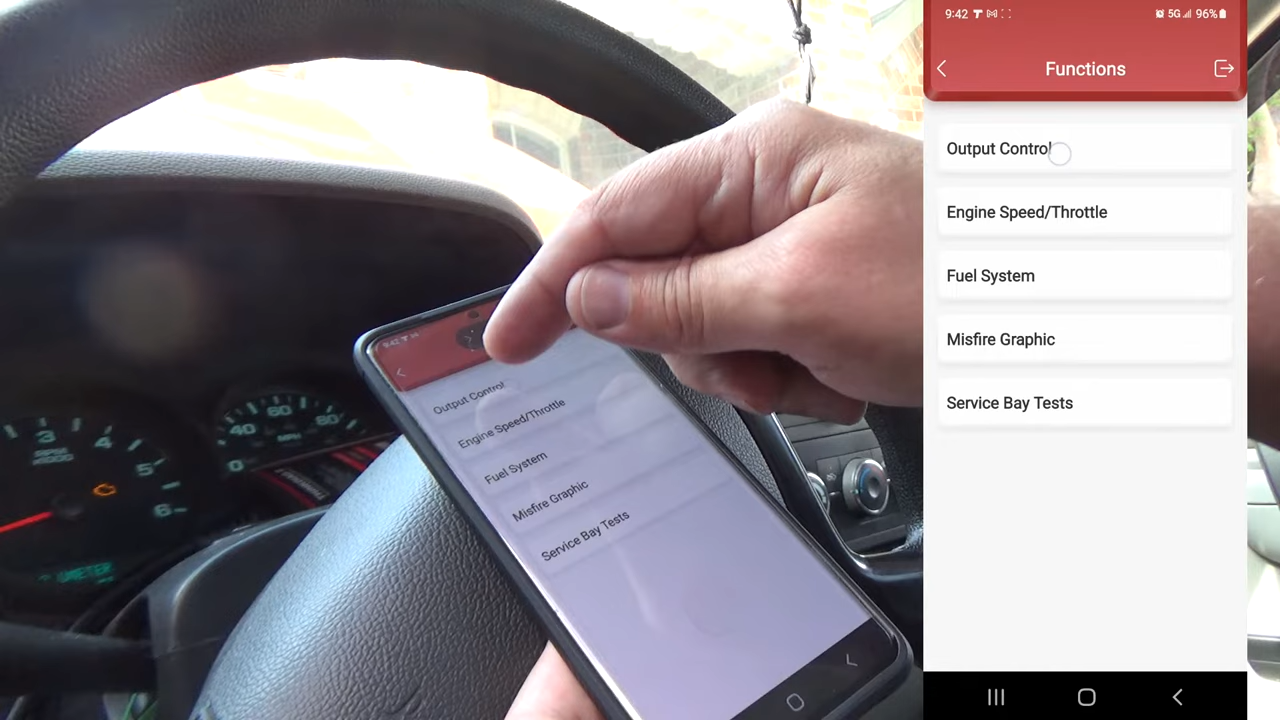 9:42 5G 96%
Functions
Output Control
Engine Speed/Throttle
Fuel System
Misfire Graphic
Service Bay Tests
Output Control
Engine Speed/Throttle
Fuel System
Misfire Graphic
Service Bay Tests
3
4
5
6
0
40
60
80
MPH